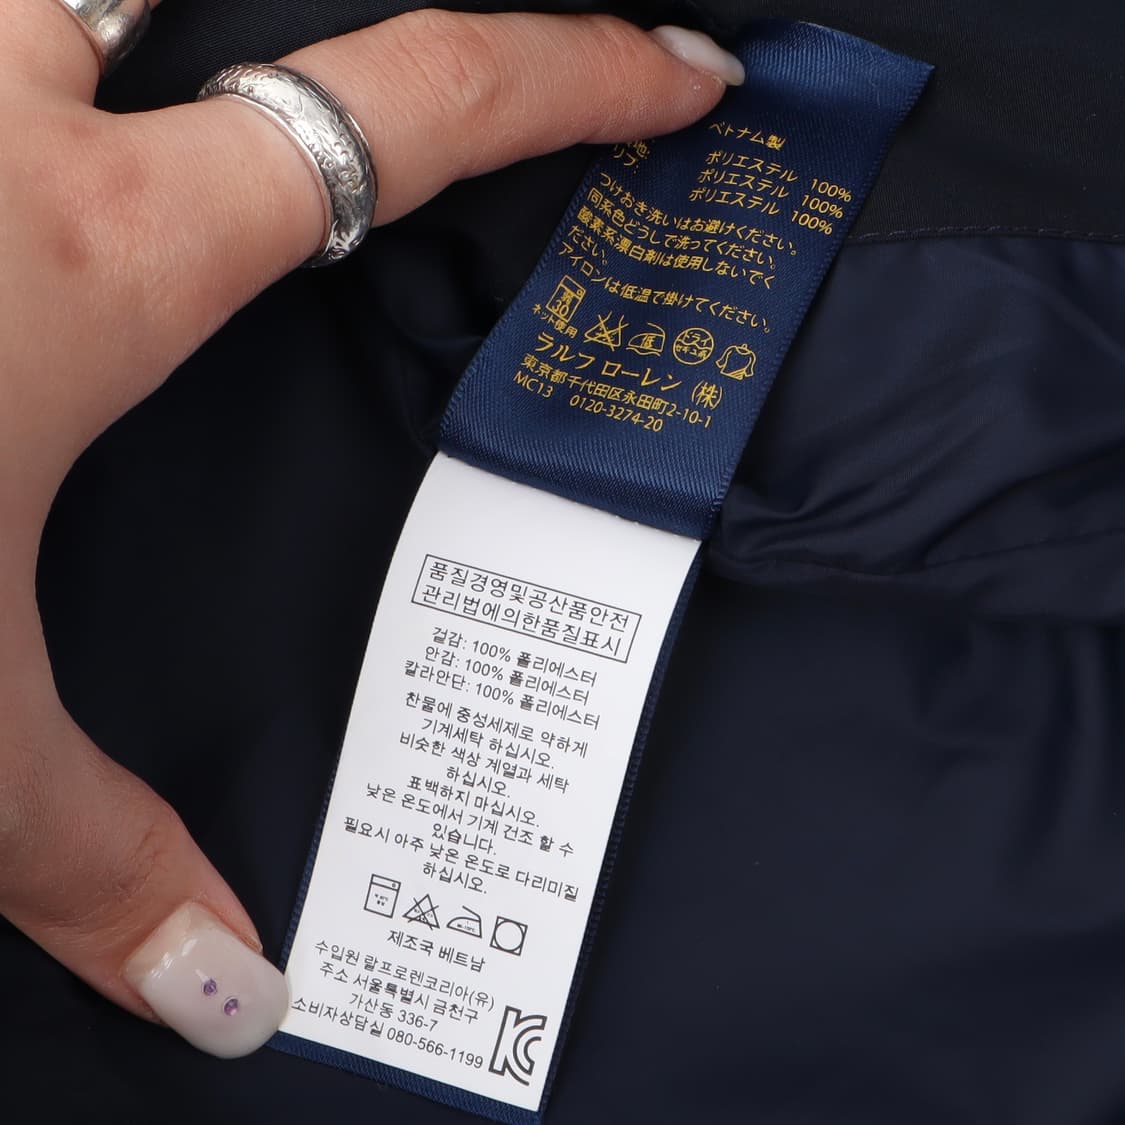 ベトナム製
ポリエステル 100%
リブ: ポリエステル 100%
ポリエステル 100%
つけおき洗いはお避けください。
同系色どうしで洗ってください。
酸素系漂白剤は使用しないでく
ださい。
アイロンは低温で掛けてください。
30
ネット使用
低
ドライ
セキユ系
ラルフ ローレン (株)
東京都千代田区永田町2-10-1
MC13 0120-3274-20
품질경영및공산품안전
관리법에의한품질표시
겉감: 100% 폴리에스터
안감: 100% 폴리에스터
칼라안단: 100% 폴리에스터
찬물에 중성세제로 약하게
기계세탁 하십시오.
비슷한 색상 계열과 세탁
하십시오.
표백하지 마십시오.
낮은 온도에서 기계 건조 할 수
있습니다.
필요시 아주 낮은 온도로 다리미질
하십시오.
제조국 베트남
수입원 랄프로렌코리아(유)
주소 서울특별시 금천구
가산동 336-7
소비자상담실 080-566-1199